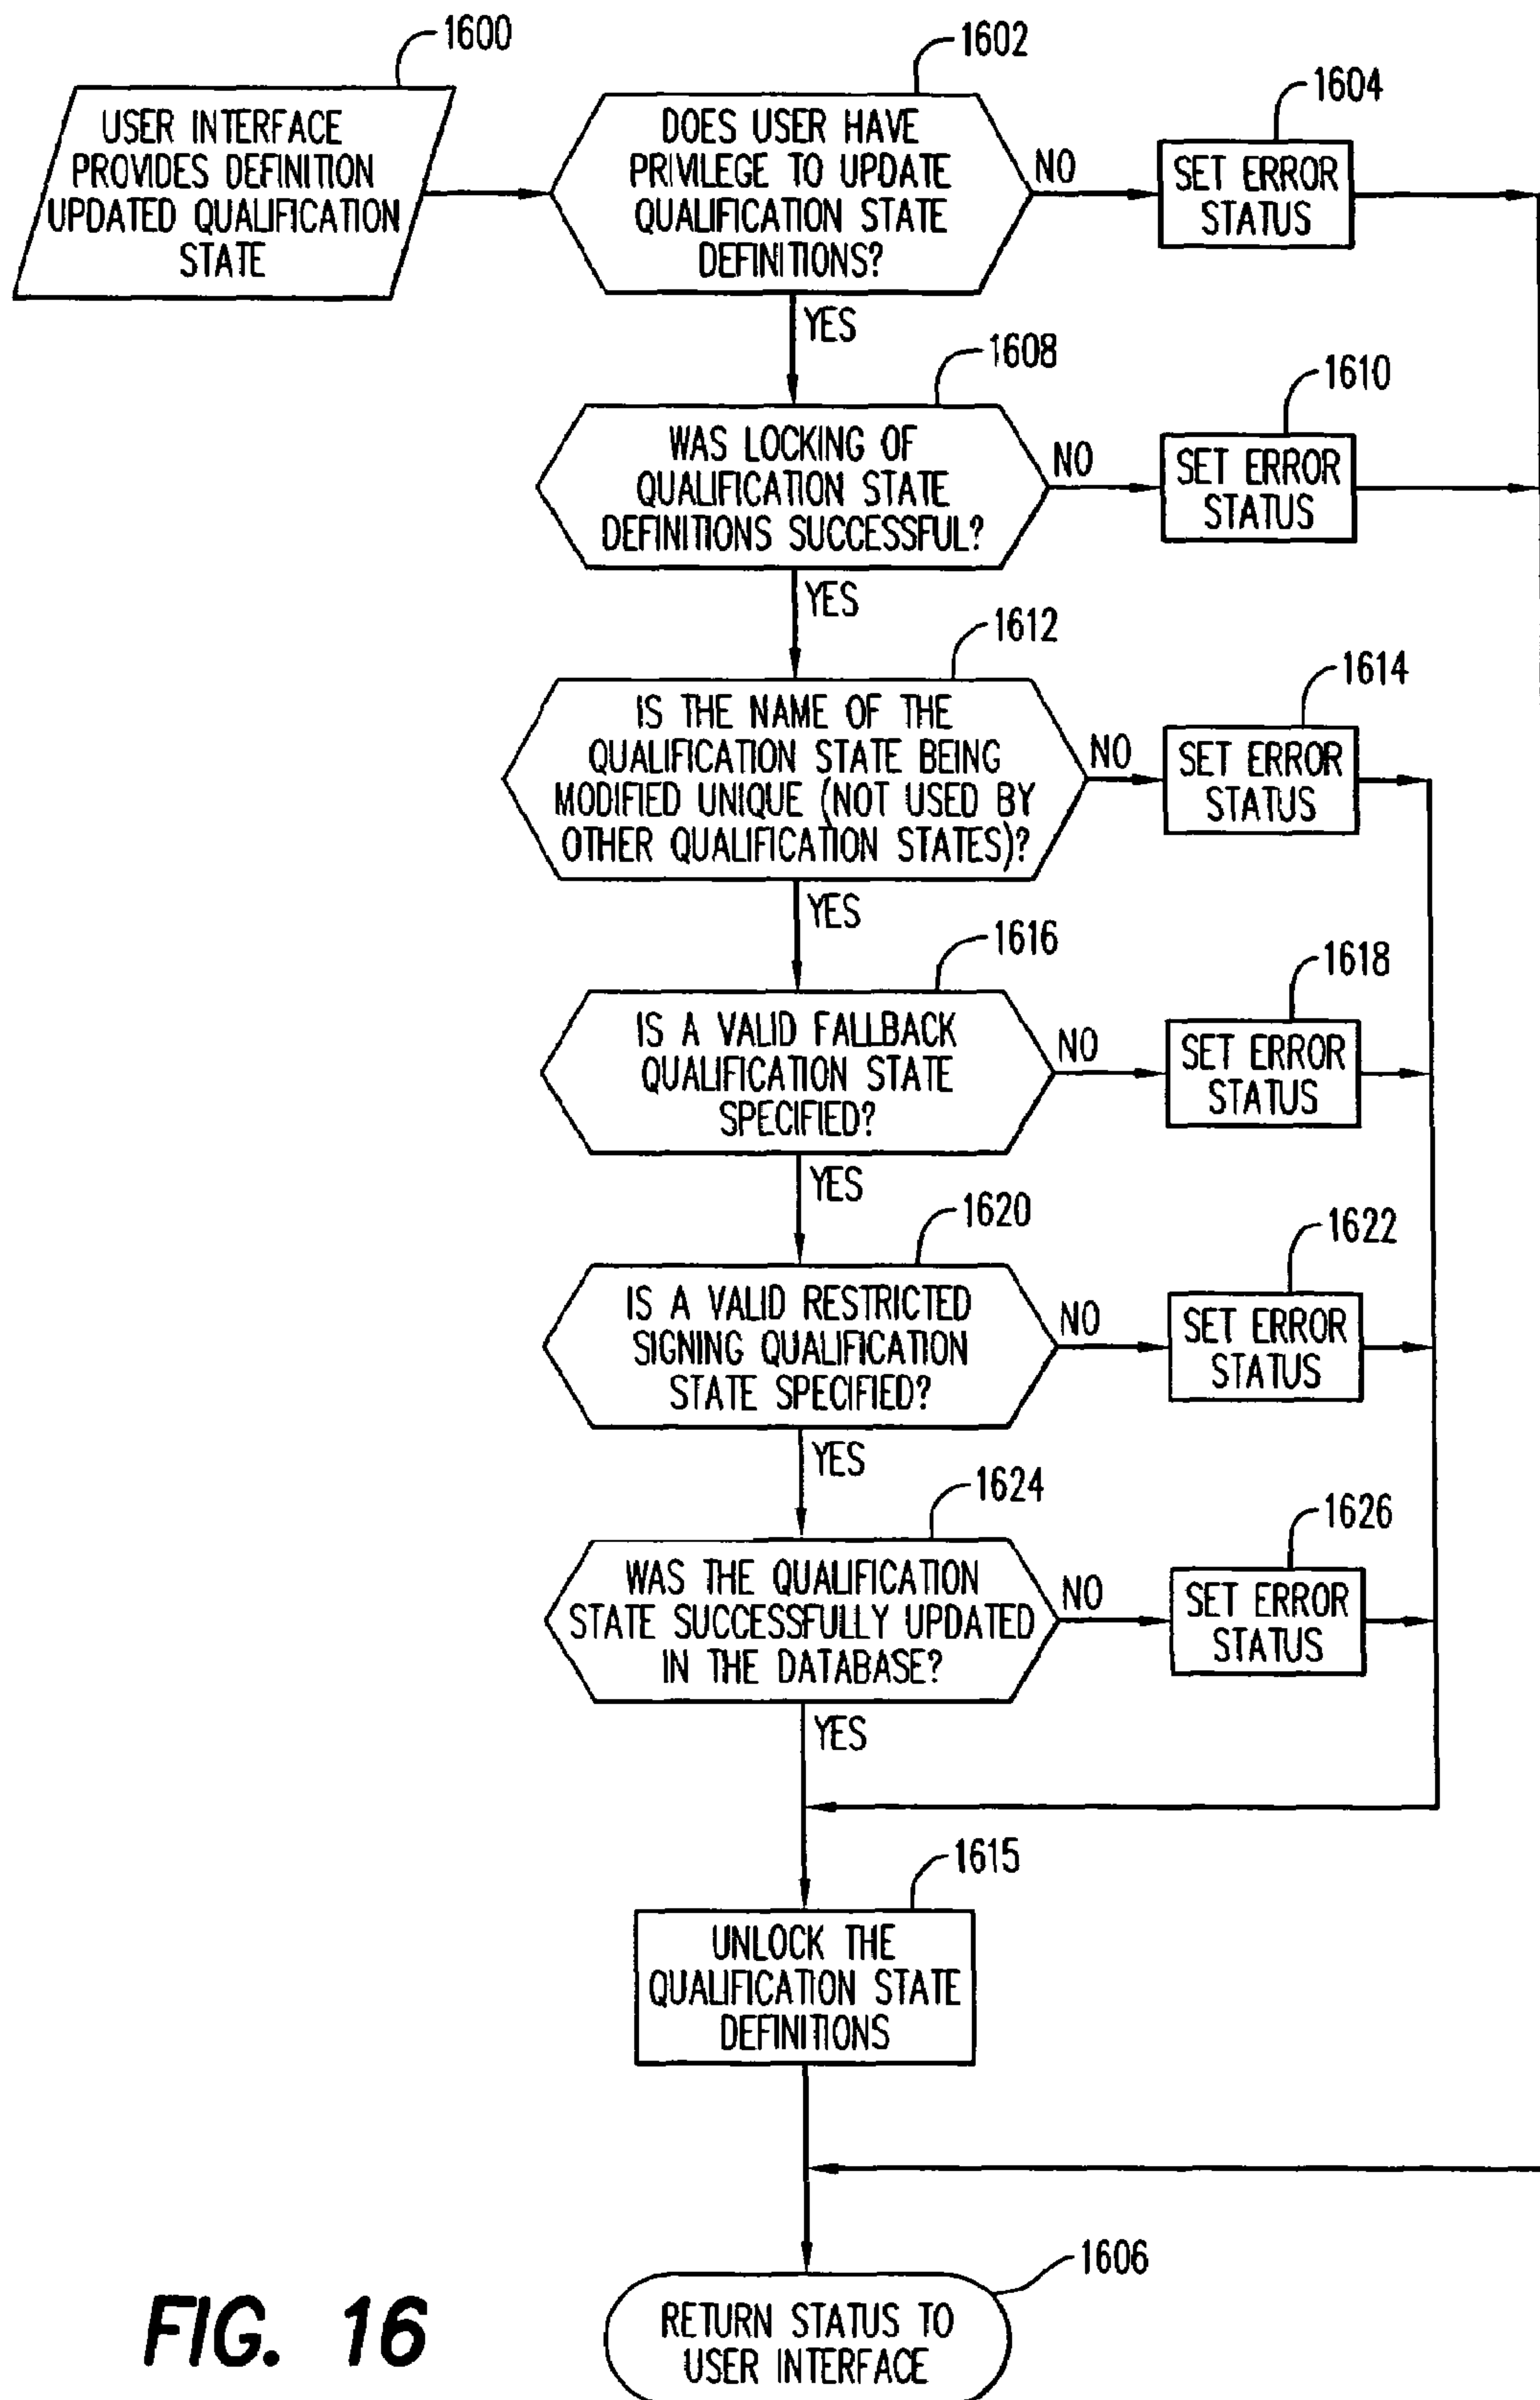 1600
USER INTERFACE
PROVIDES DEFINITION
UPDATED QUALIFICATION
STATE
1602
DOES USER HAVE
PRIVILEGE TO UPDATE
QUALIFICATION STATE
DEFINITIONS?
NO
1604
SET ERROR
STATUS
YES
1608
WAS LOCKING OF
QUALIFICATION STATE
DEFINITIONS SUCCESSFUL?
NO
1610
SET ERROR
STATUS
YES
1612
IS THE NAME OF THE
QUALIFICATION STATE BEING
MODIFIED UNIQUE (NOT USED BY
OTHER QUALIFICATION STATES)?
NO
1614
SET ERROR
STATUS
YES
1616
IS A VALID FALLBACK
QUALIFICATION STATE
SPECIFIED?
NO
1618
SET ERROR
STATUS
YES
1620
IS A VALID RESTRICTED
SIGNING QUALIFICATION
STATE SPECIFIED?
NO
1622
SET ERROR
STATUS
YES
1624
WAS THE QUALIFICATION
STATE SUCCESSFULLY UPDATED
IN THE DATABASE?
NO
1626
SET ERROR
STATUS
YES
1615
UNLOCK THE
QUALIFICATION STATE
DEFINITIONS
1606
RETURN STATUS TO
USER INTERFACE
FIG. 16